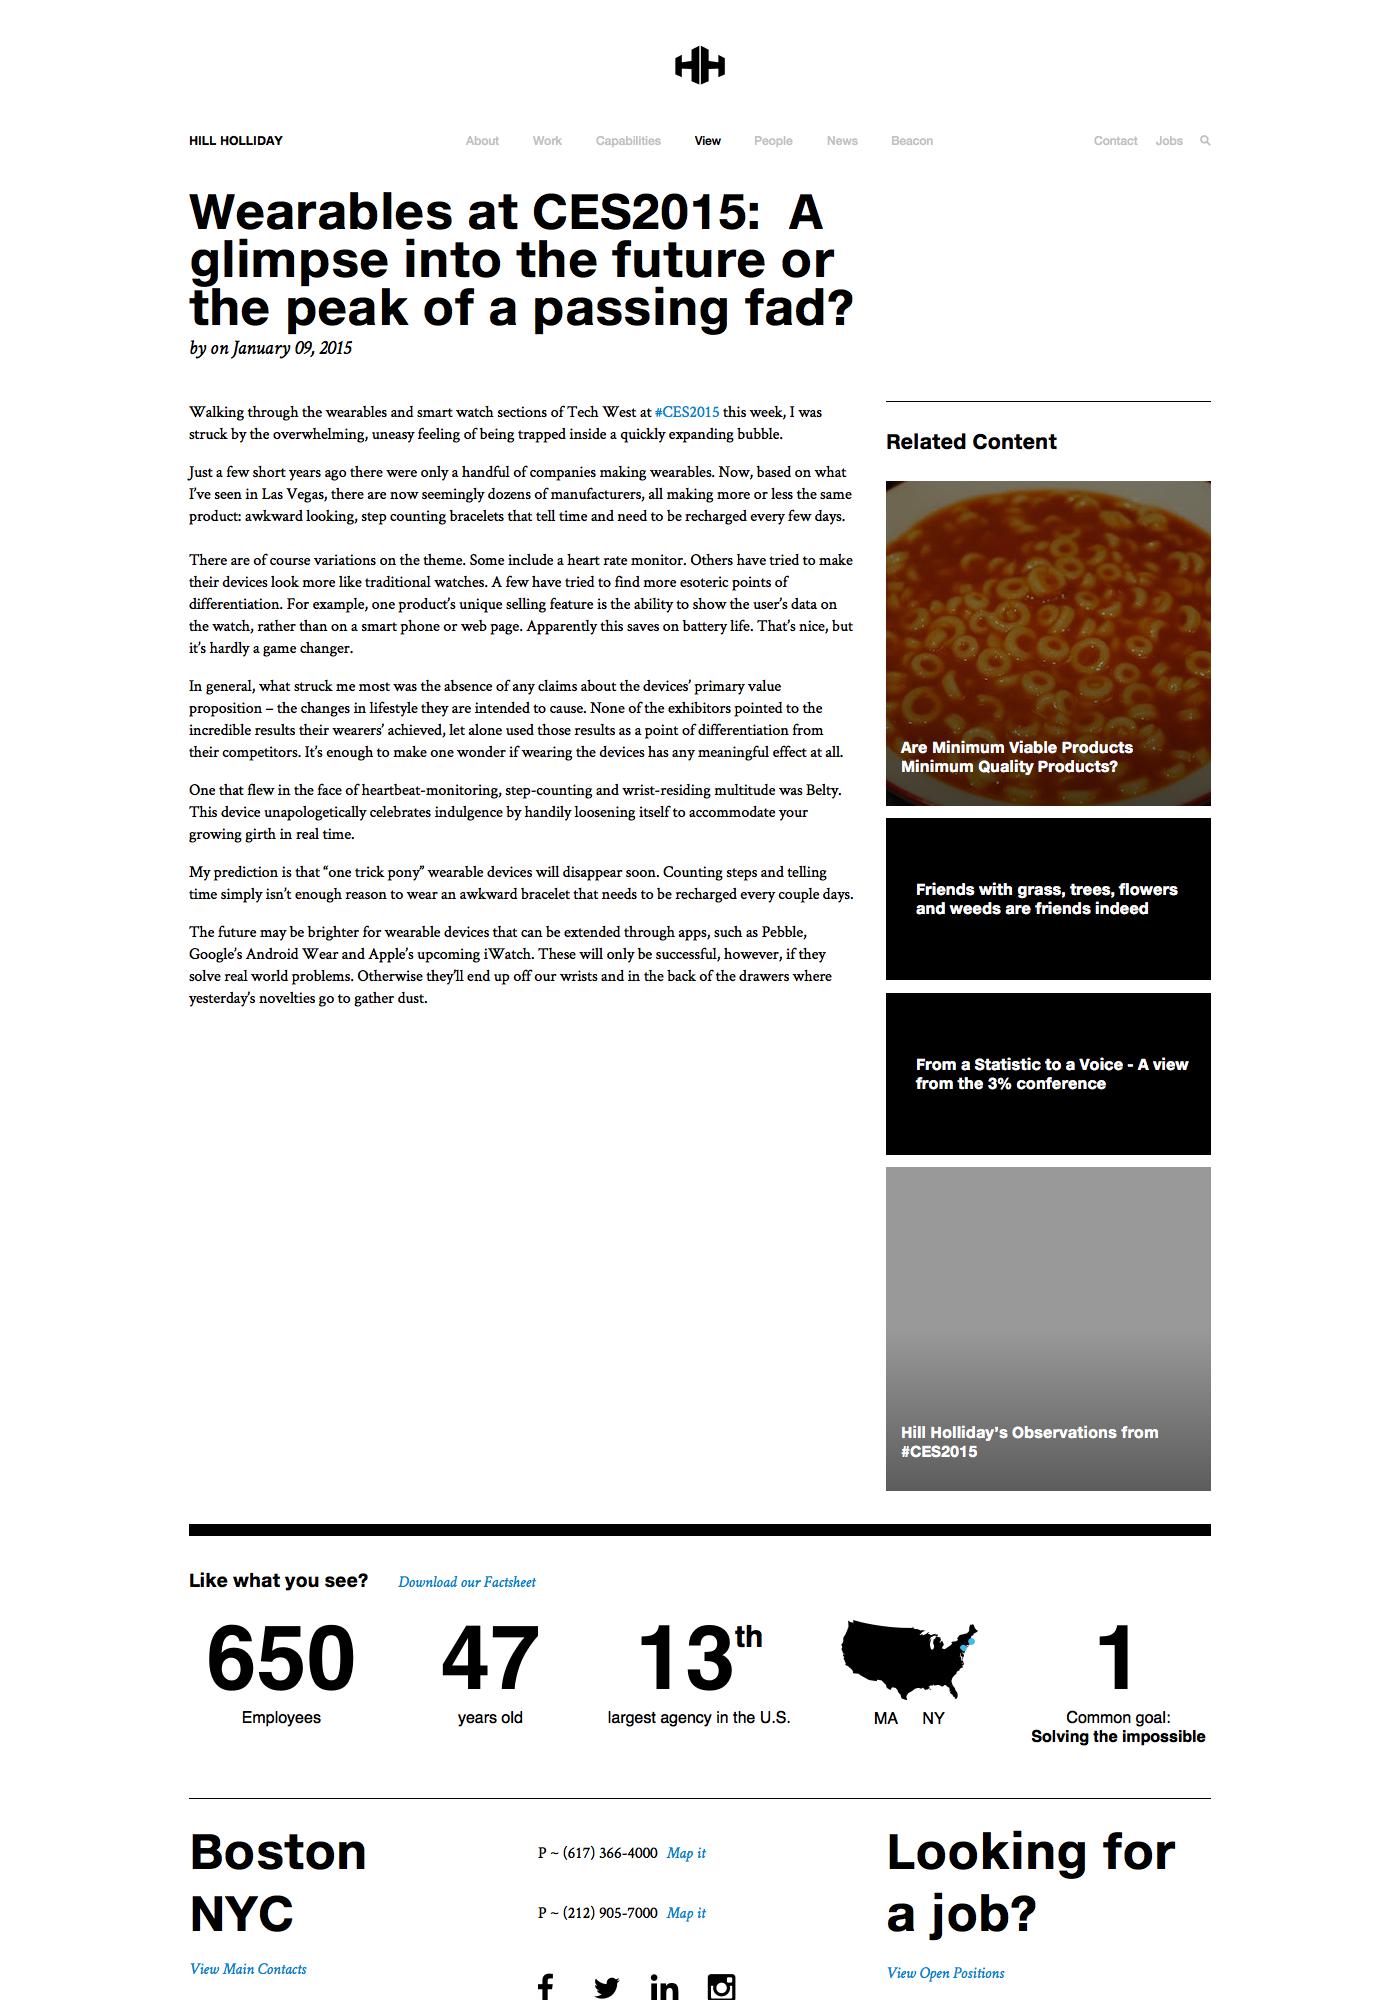 HH
HILL HOLLIDAY
About Work Capabilities View People News Beacon
Contact Jobs
Wearables at CES2015: A
glimpse into the future or
the peak of a passing fad?
by on January 09, 2015
Walking through the wearables and smart watch sections of Tech West at #CES2015 this week, I was
struck by the overwhelming, uneasy feeling of being trapped inside a quickly expanding bubble.
Just a few short years ago there were only a handful of companies making wearables. Now, based on what
I've seen in Las Vegas, there are now seemingly dozens of manufacturers, all making more or less the same
product: awkward looking, step counting bracelets that tell time and need to be recharged every few days.
There are of course variations on the theme. Some include a heart rate monitor. Others have tried to make
their devices look more like traditional watches. A few have tried to find more esoteric points of
differentiation. For example, one product's unique selling feature is the ability to show the user's data on
the watch, rather than on a smart phone or web page. Apparently this saves on battery life. That's nice, but
it's hardly a game changer.
In general, what struck me most was the absence of any claims about the devices' primary value
proposition – the changes in lifestyle they are intended to cause. None of the exhibitors pointed to the
incredible results their wearers' achieved, let alone used those results as a point of differentiation from
their competitors. It's enough to make one wonder if wearing the devices has any meaningful effect at all.
One that flew in the face of heartbeat-monitoring, step-counting and wrist-residing multitude was Belty.
This device unapologetically celebrates indulgence by handily loosening itself to accommodate your
growing girth in real time.
My prediction is that “one trick pony” wearable devices will disappear soon. Counting steps and telling
time simply isn't enough reason to wear an awkward bracelet that needs to be recharged every couple days.
The future may be brighter for wearable devices that can be extended through apps, such as Pebble,
Google's Android Wear and Apple's upcoming iWatch. These will only be successful, however, if they
solve real world problems. Otherwise they'll end up off our wrists and in the back of the drawers where
yesterday's novelties go to gather dust.
Related Content
Are Minimum Viable Products
Minimum Quality Products?
Friends with grass, trees, flowers
and weeds are friends indeed
From a Statistic to a Voice - A view
from the 3% conference
Hill Holliday's Observations from
#CES2015
Like what you see? Download our Factsheet
650
Employees
47
years old
13th
largest agency in the U.S.
MA NY
1
Common goal:
Solving the impossible
Boston
NYC
View Main Contacts
P ~ (617) 366-4000 Map it
P ~ (212) 905-7000 Map it
Looking for
a job?
View Open Positions